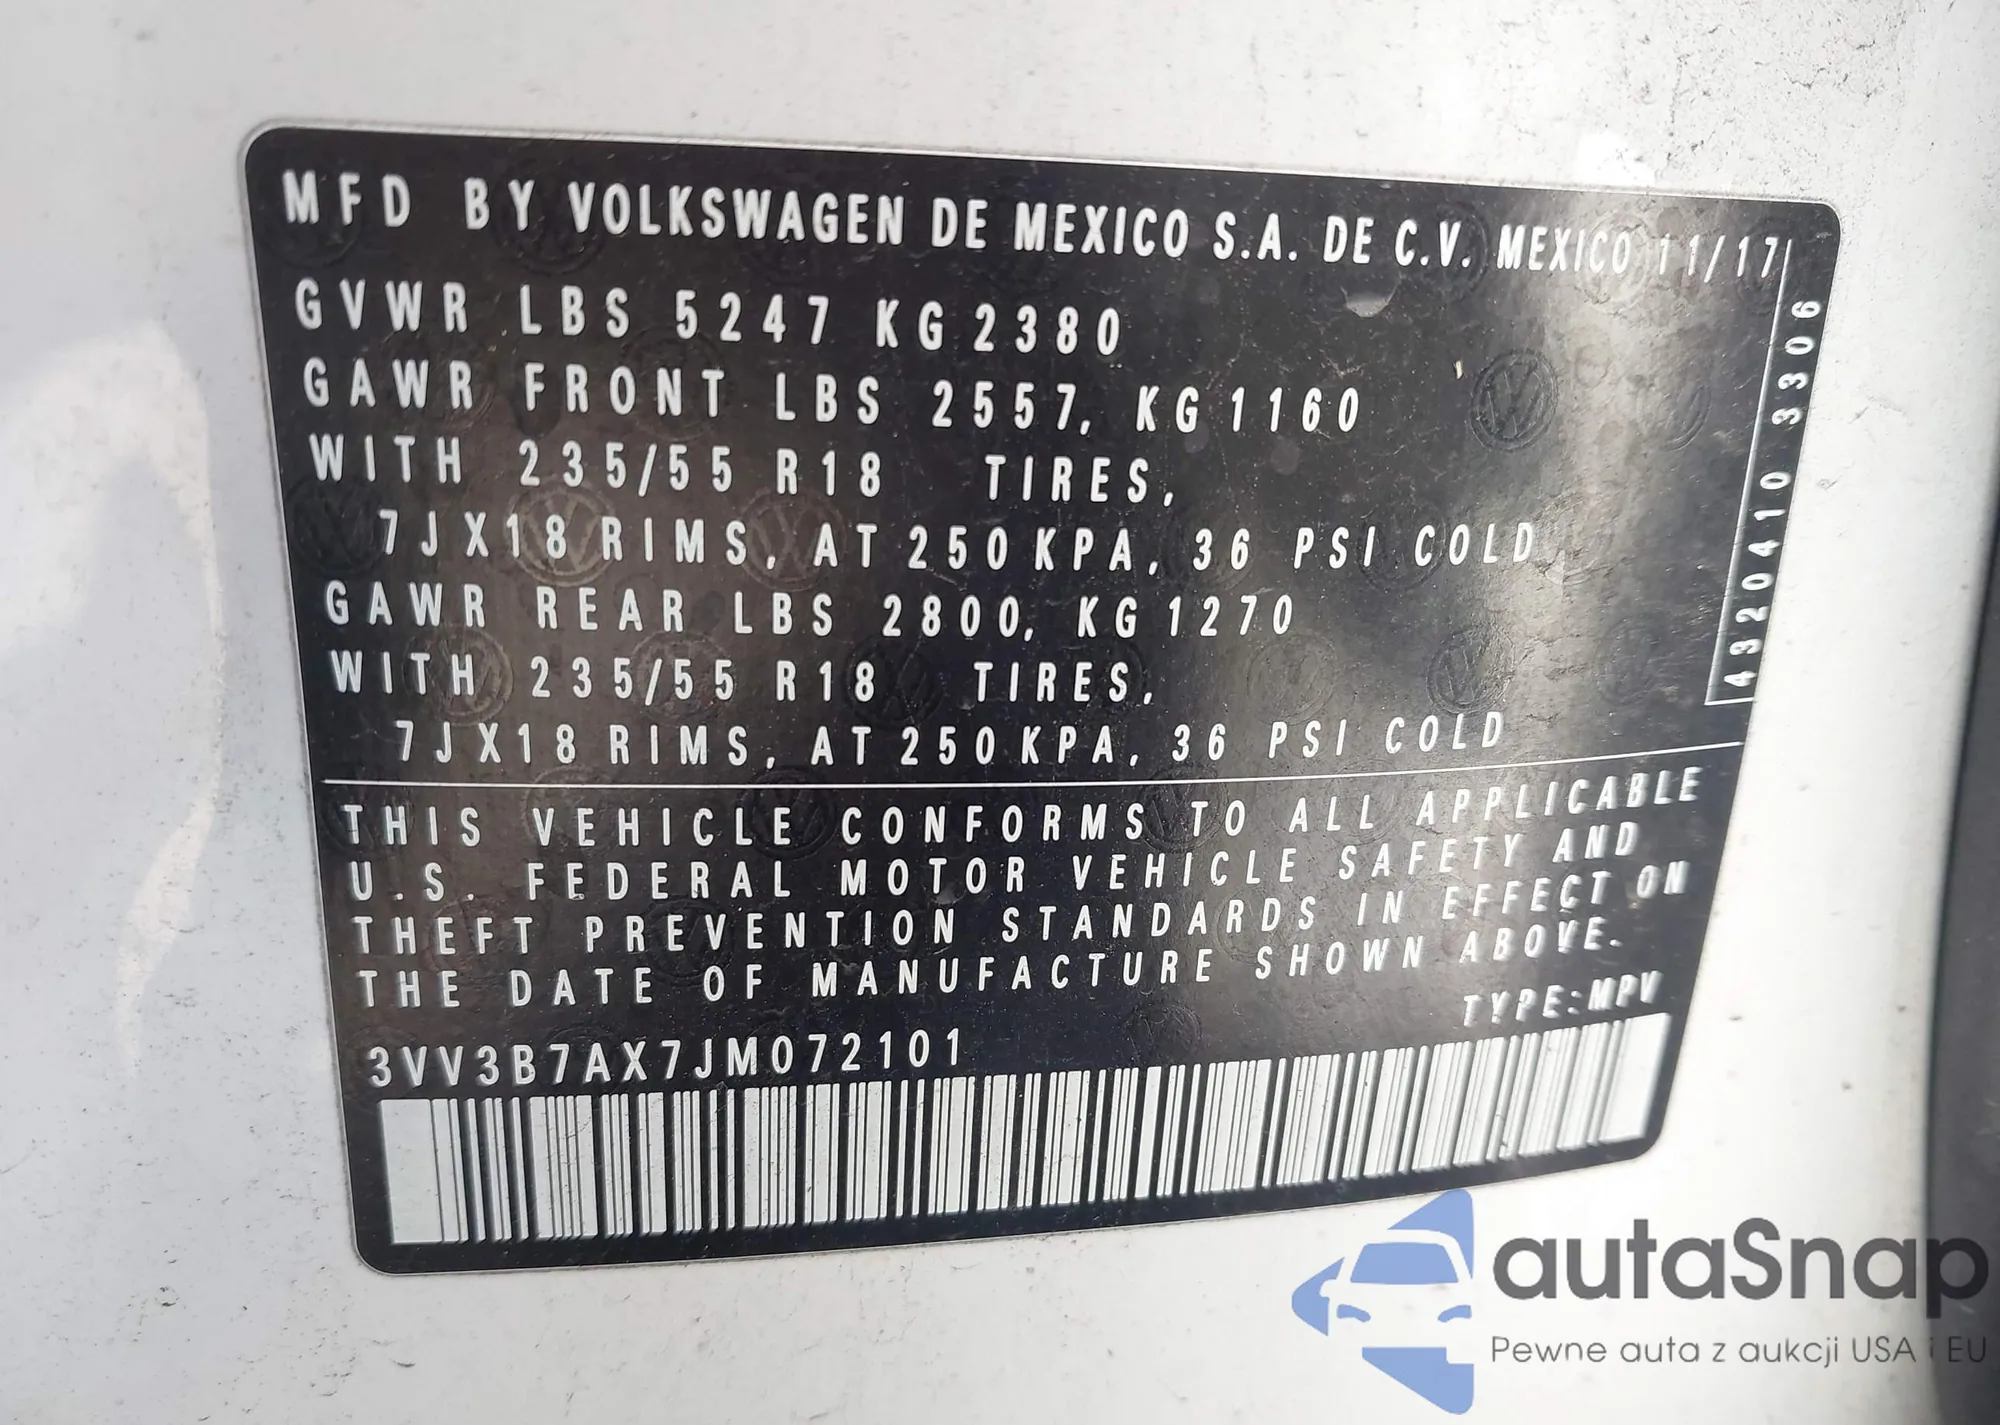 MFD BY VOLKSWAGEN DE MEXICO S.A. DE C.V. MEXICO 11/17
GVWR LBS 5247 KG 2380
GAWR FRONT LBS 2557, KG 1160
WITH 235/55 R18 TIRES,
7JX18 RIMS, AT 250 KPA, 36 PSI COLD
GAWR REAR LBS 2800, KG 1270
WITH 235/55 R18 TIRES,
7JX18 RIMS, AT 250 KPA, 36 PSI COLD
4320410 3306
THIS VEHICLE CONFORMS TO ALL APPLICABLE
U.S. FEDERAL MOTOR VEHICLE SAFETY AND
THEFT PREVENTION STANDARDS IN EFFECT ON
THE DATE OF MANUFACTURE SHOWN ABOVE.
TYPE:MPV
3VV3B7AX7JM072101
autaSnap
Pewne auta z aukcji USA i EU